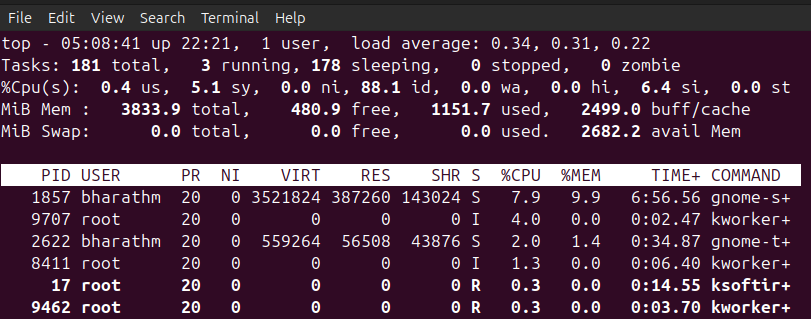 File Edit View Search Terminal Help
top - 05:08:41 up 22:21, 1 user, load average: 0.34, 0.31, 0.22
Tasks: 181 total, 3 running, 178 sleeping, 0 stopped, 0 zombie
%Cpu(s): 0.4 us, 5.1 sy, 0.0 ni, 88.1 id, 0.0 wa, 0.0 hi, 6.4 si, 0.0 st
MiB Mem : 3833.9 total, 480.9 free, 1151.7 used, 2499.0 buff/cache
MiB Swap: 0.0 total, 0.0 free, 0.0 used. 2682.2 avail Mem
PID USER PR NI VIRT RES SHR S %CPU %MEM TIME+ COMMAND
1857 bharathm 20 0 3521824 387260 143024 S 7.9 9.9 6:56.56 gnome-s+
9707 root 20 0 0 0 0 I 4.0 0.0 0:02.47 kworker+
2622 bharathm 20 0 559264 56508 43876 S 2.0 1.4 0:34.87 gnome-t+
8411 root 20 0 0 0 0 I 1.3 0.0 0:06.40 kworker+
17 root 20 0 0 0 0 R 0.3 0.0 0:14.55 ksoftir+
9462 root 20 0 0 0 0 R 0.3 0.0 0:03.70 kworker+